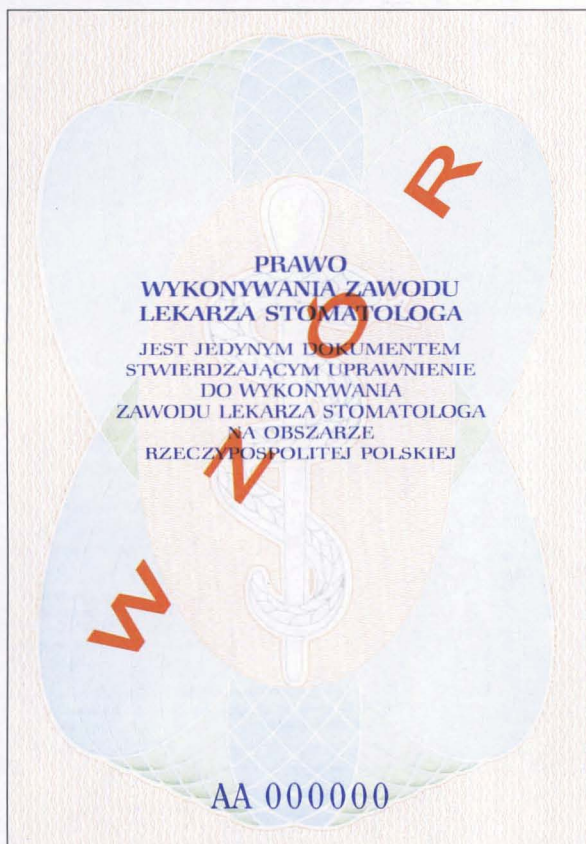 PRAWO
WYKONYWANIA ZAWODU
LEKARZA STOMATOLOGA
JEST JEDYNYM DOKUMENTEM
STWIERDZAJĄCYM UPRAWNIENIE
DO WYKONYWANIA
ZAWODU LEKARZA STOMATOLOGA
NA OBSZARZE
RZECZYPOSPOLITEJ POLSKIEJ
WZÓR
AA 000000